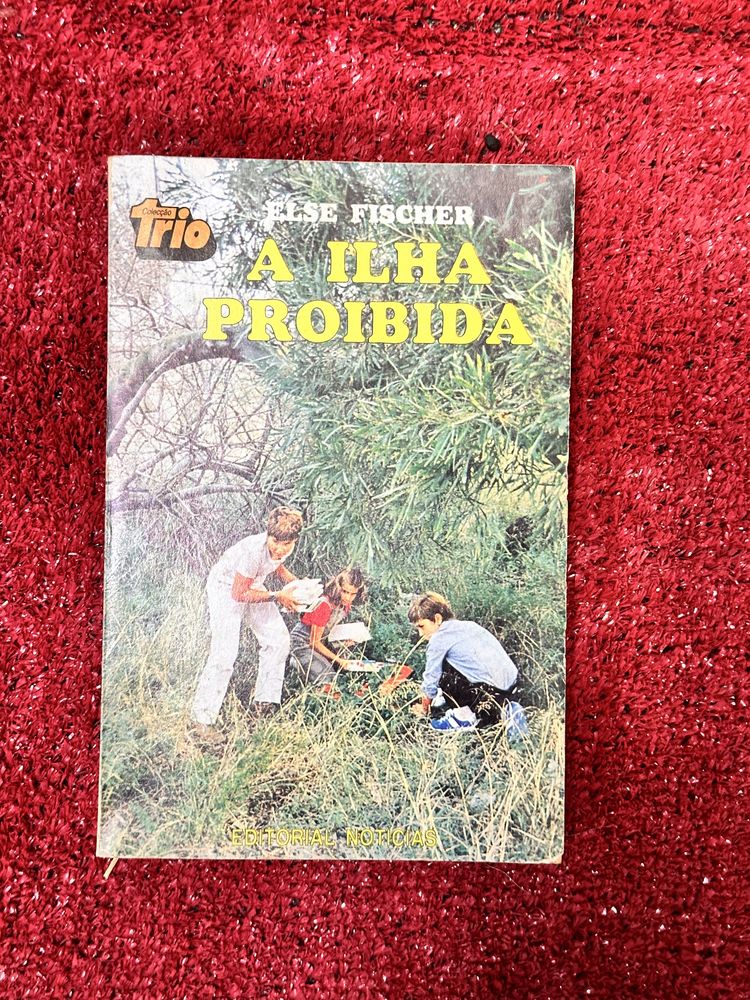 Colecção
Trio
ELSE FISCHER
A ILHA
PROIBIDA
EDITORIAL NOTÍCIAS